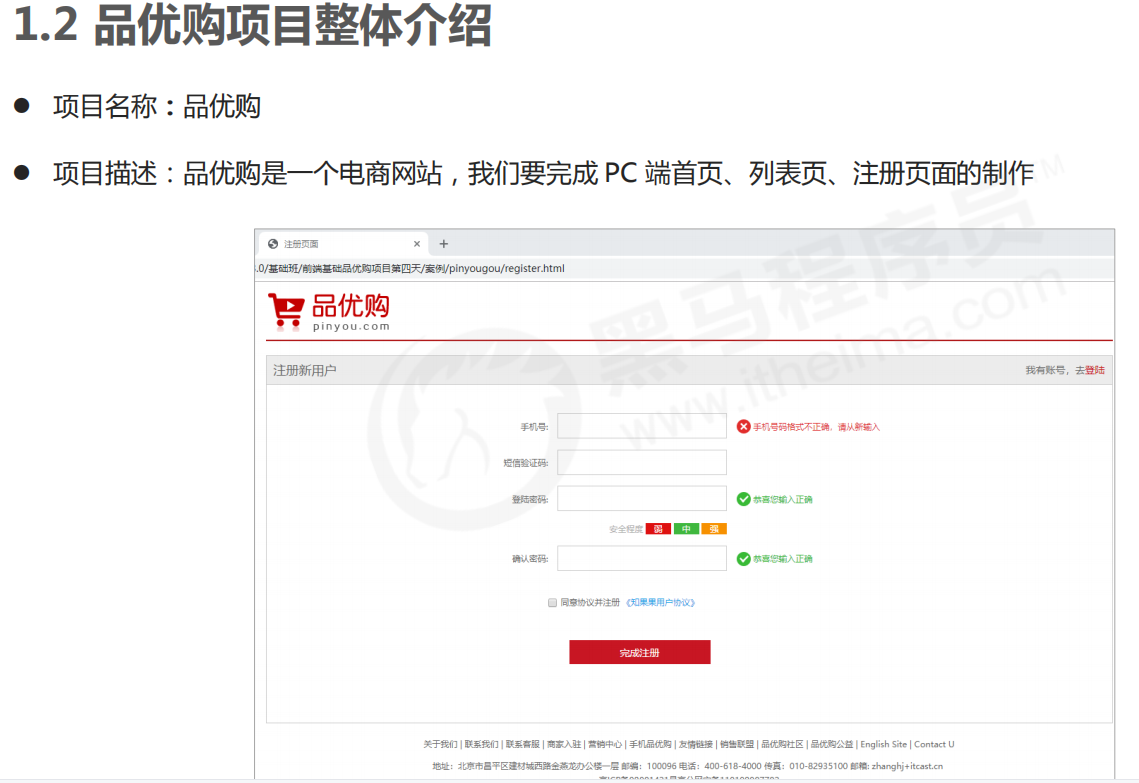 1.2 品优购项目整体介绍
● 项目名称：品优购
● 项目描述：品优购是一个电商网站，我们要完成 PC 端首页、列表页、注册页面的制作
注册页面 × +
.0/基础班/前端基础品优购项目第四天/案例/pinyougou/register.html
品优购
pinyou.com
注册新用户
我有账号，去登陆
手机号:
手机号码格式不正确，请从新输入
短信验证码:
登陆密码:
恭喜您输入正确
安全程度 弱 中 强
确认密码:
恭喜您输入正确
同意协议并注册 《知果果用户协议》
完成注册
关于我们 | 联系我们 | 联系客服 | 商家入驻 | 营销中心 | 手机品优购 | 友情链接 | 销售联盟 | 品优购社区 | 品优购公益 | English Site | Contact U
地址：北京市昌平区建材城西路金燕龙办公楼一层 邮编：100096 电话：400-618-4000 传真：010-82935100 邮箱: zhanghj+itcast.cn
黑马程序员TM
www.itheima.com